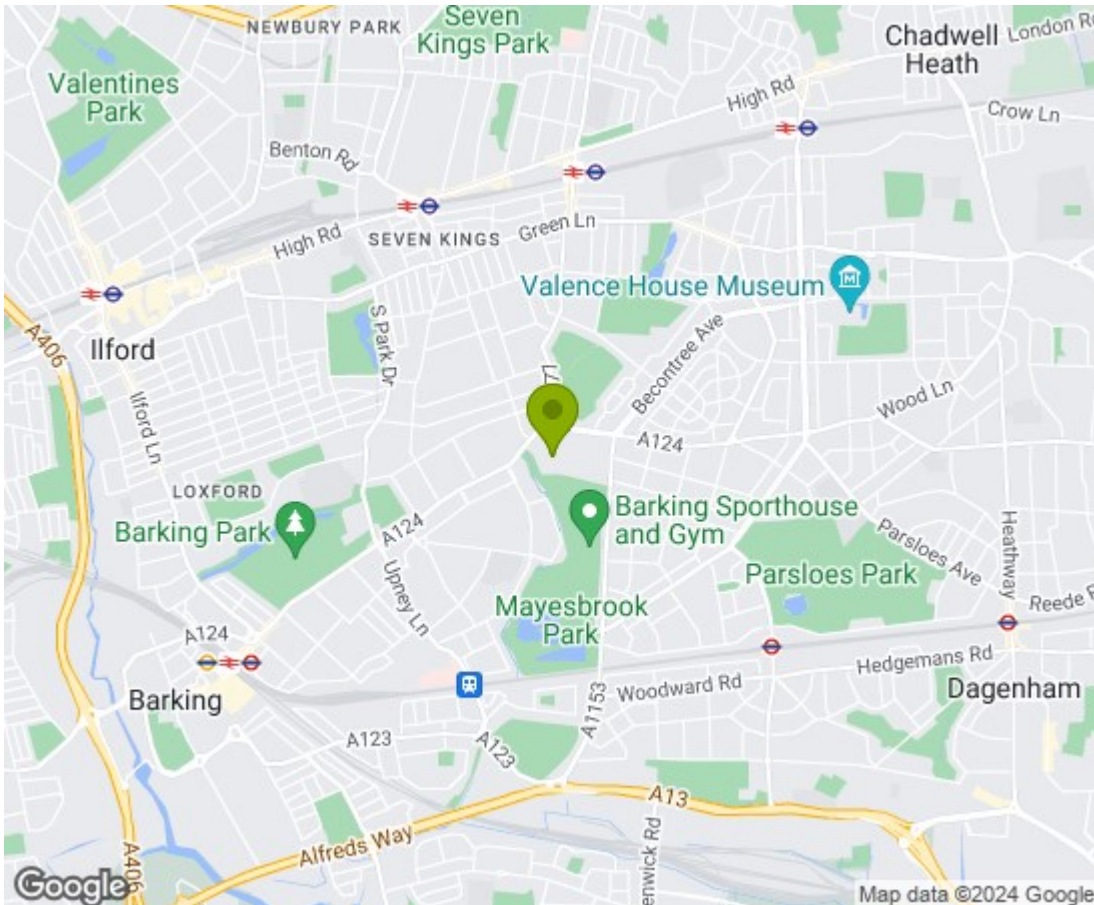 NEWBURY PARK
Seven
Kings Park
Chadwell
Heath
London Rd
Valentines
Park
High Rd
Crow Ln
Benton Rd
High Rd
SEVEN KINGS
Green Ln
Valence House Museum
M
A406
Ilford
S Park Dr
Becontree Ave
Ilford Ln
Wood Ln
A124
LOXFORD
Barking Park
A124
Barking Sporthouse
and Gym
Parsloes Ave
Heathway
Parsloes Park
Upney Ln
Mayesbrook
Park
Reede
A124
Hedgemans Rd
Barking
Woodward Rd
Dagenham
A1153
A123
A123
A13
Alfreds Way
A406
enwick Rd
Google
Map data ©2024 Google